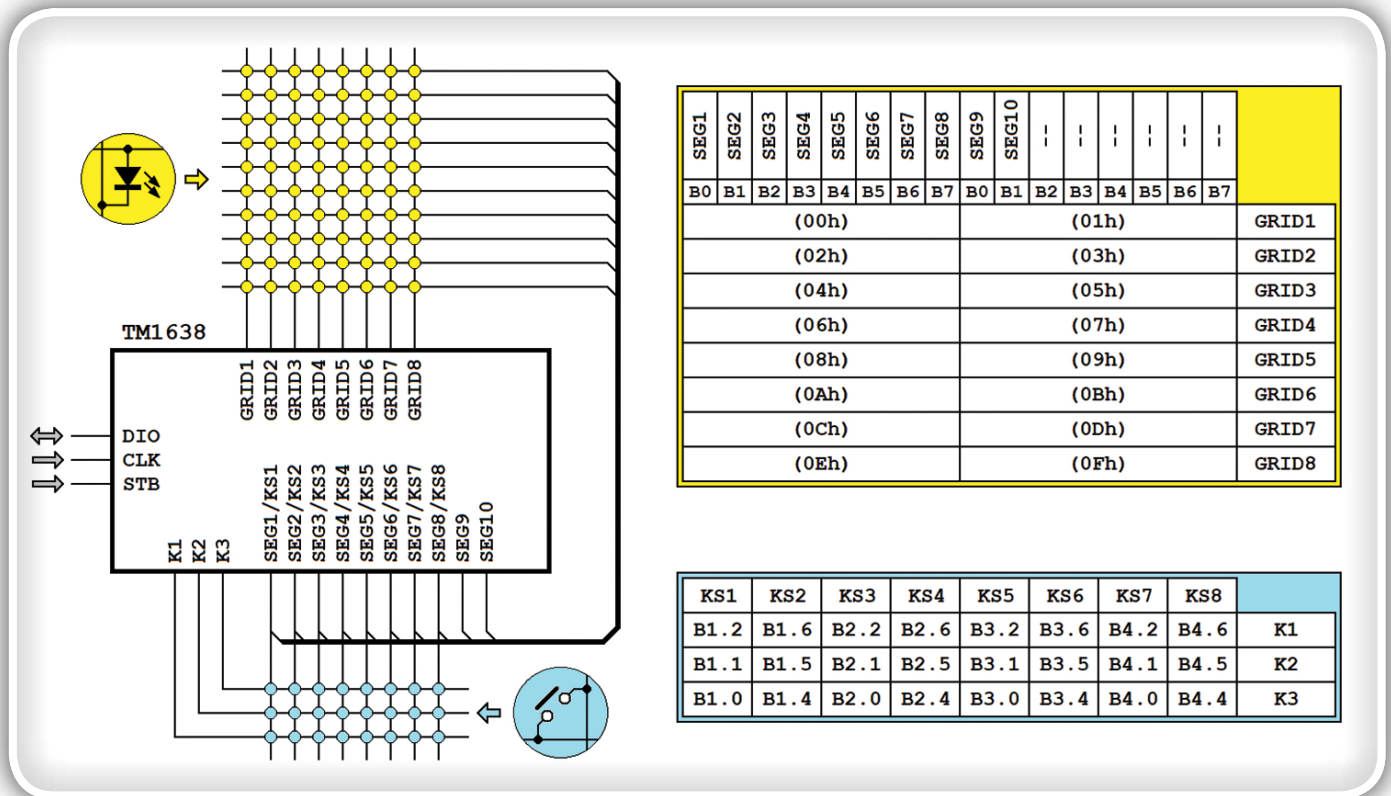 TM1638
GRID1 GRID2 GRID3 GRID4 GRID5 GRID6 GRID7 GRID8
DIO
CLK
STB
K1 K2 K3
SEG1/KS1 SEG2/KS2 SEG3/KS3 SEG4/KS4 SEG5/KS5 SEG6/KS6 SEG7/KS7 SEG8/KS8 SEG9 SEG10
SEG1 SEG2 SEG3 SEG4 SEG5 SEG6 SEG7 SEG8 SEG9 SEG10 -- -- -- -- -- --
B0 B1 B2 B3 B4 B5 B6 B7 B0 B1 B2 B3 B4 B5 B6 B7
(00h) (01h) GRID1
(02h) (03h) GRID2
(04h) (05h) GRID3
(06h) (07h) GRID4
(08h) (09h) GRID5
(0Ah) (0Bh) GRID6
(0Ch) (0Dh) GRID7
(0Eh) (0Fh) GRID8
KS1 KS2 KS3 KS4 KS5 KS6 KS7 KS8
B1.2 B1.6 B2.2 B2.6 B3.2 B3.6 B4.2 B4.6 K1
B1.1 B1.5 B2.1 B2.5 B3.1 B3.5 B4.1 B4.5 K2
B1.0 B1.4 B2.0 B2.4 B3.0 B3.4 B4.0 B4.4 K3